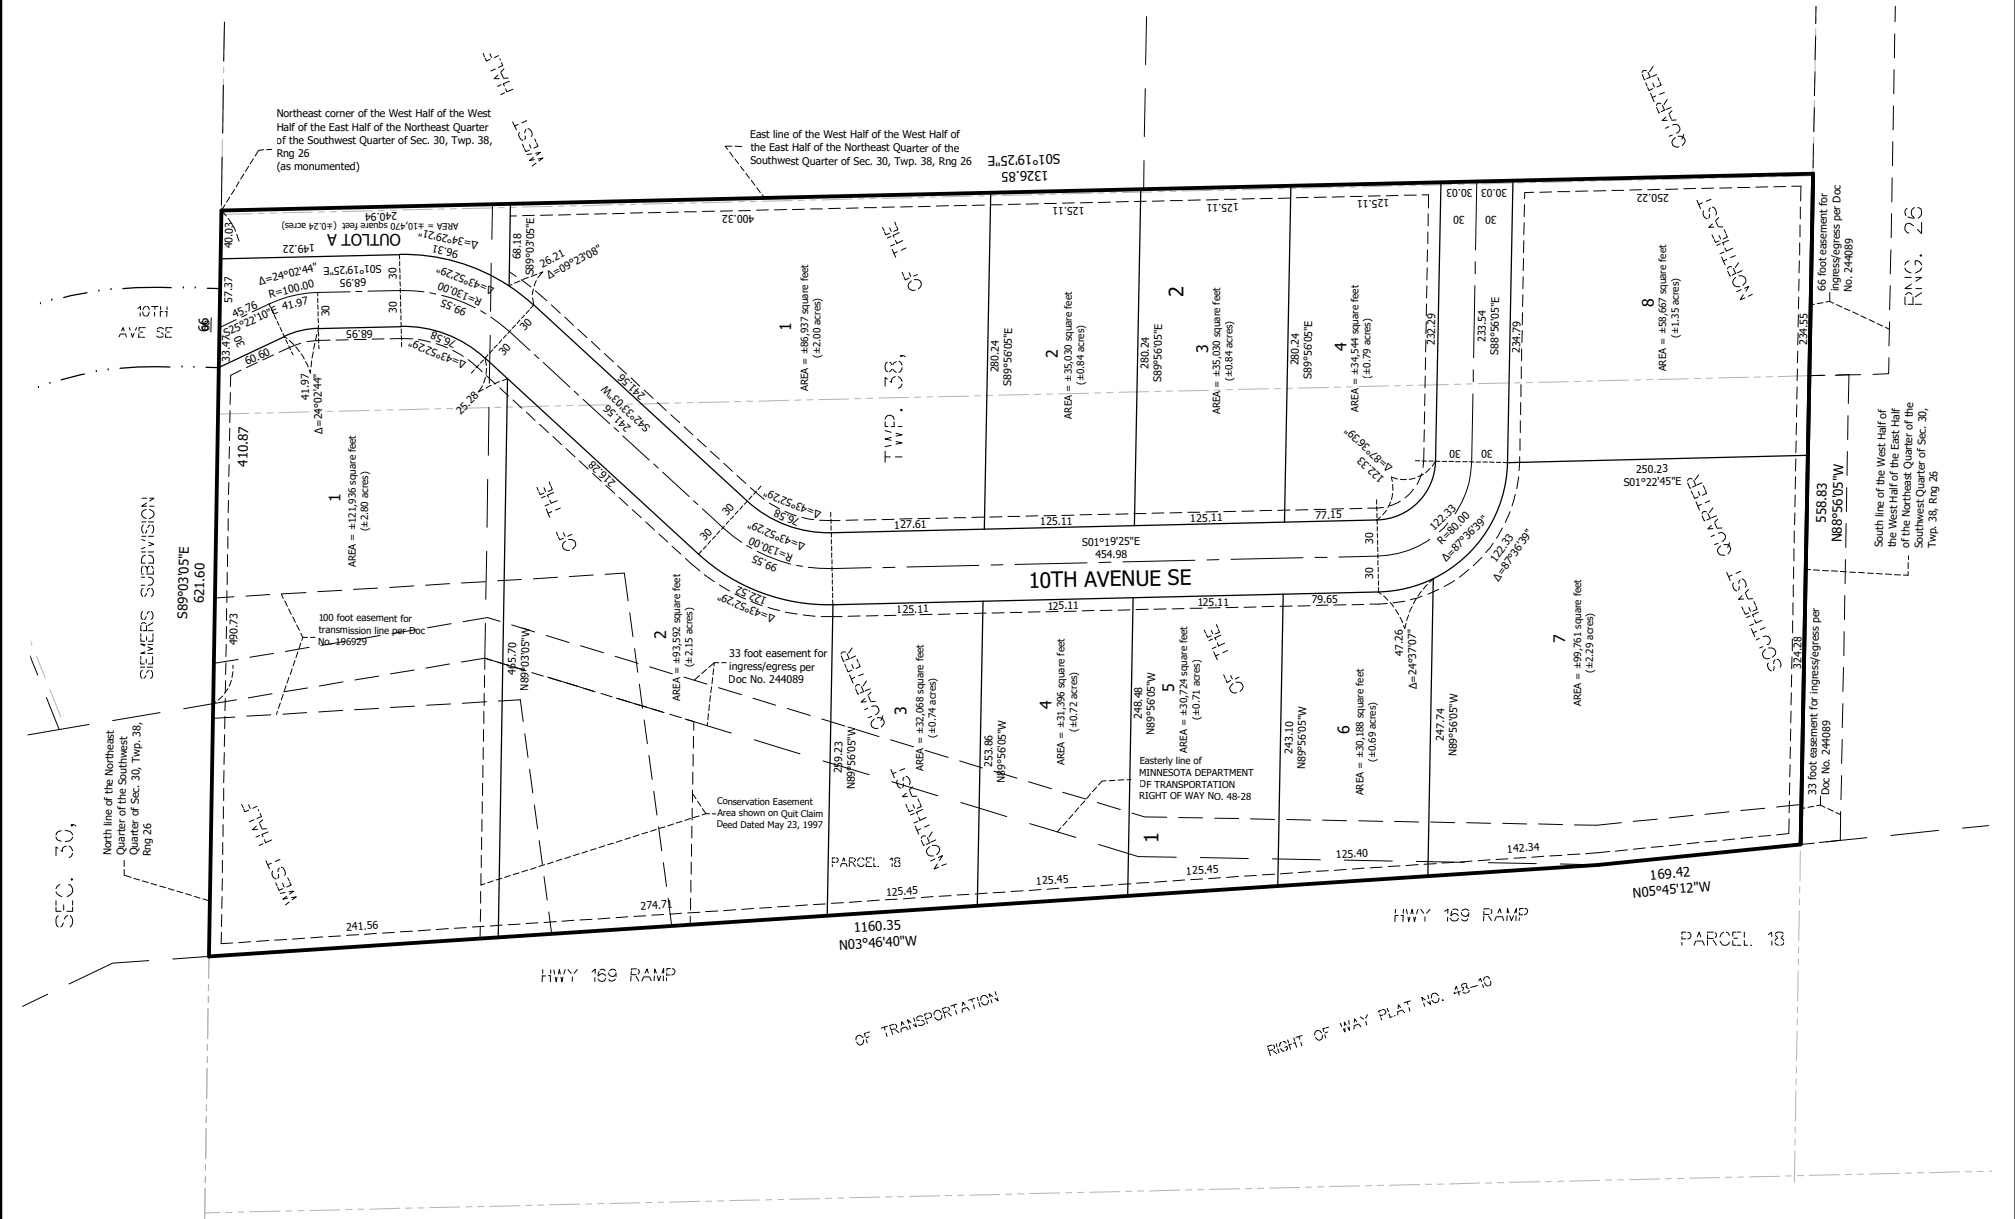 WEST HALF
WEST HALF
QUARTER
Northeast corner of the West Half of the West
Half of the East Half of the Northeast Quarter
of the Southwest Quarter of Sec. 30, Twp. 38,
Rng 26
(as monumented)
East line of the West Half of the West Half of
the East Half of the Northeast Quarter of the
Southwest Quarter of Sec. 30, Twp. 38, Rng 26
1326.85
S01°19'25"E
40.03
240.94
AREA = ±10,470 square feet (±0.24 acres)
OUTLOT A
149.22
Δ=34°29'21"
96.31
68.18
S89°03'05"E
26.21
Δ=09°23'08"
400.32
OF THE
125.11
125.11
125.11
30.03
30.03
30
30
250.22
NORTHEAST
66 foot easement for
ingress/egress per Doc
No. 244089
RNG. 26
10TH
AVE SE
66
57.37
33.47
45.76
S25°22'10"E
30
60.60
Δ=24°02'44"
R=100.00
41.97
S01°19'25"E
68.95
30
30
30
68.95
41.97
Δ=24°02'44"
Δ=43°52'29"
R=130.00
99.55
76.58
Δ=43°52'29"
30
30
25.28
241.56
S42°33'03"W
241.56
216.28
1
AREA = ±86,937 square feet
(±2.00 acres)
TWP. 38,
280.24
S89°56'05"E
2
AREA = ±35,030 square feet
(±0.84 acres)
280.24
S89°56'05"E
2
3
AREA = ±35,030 square feet
(±0.84 acres)
280.24
S89°56'05"E
4
AREA = ±34,544 square feet
(±0.79 acres)
232.29
233.54
S88°56'05"E
234.79
8
AREA = ±58,667 square feet
(±1.35 acres)
234.55
410.87
1
AREA = ±121,936 square feet
(±2.80 acres)
OF THE
30
30
Δ=43°52'29"
76.58
Δ=43°52'29"
R=130.00
99.55
122.52
Δ=43°52'29"
127.61
125.11
125.11
77.15
122.33
Δ=87°36'39"
30
30
250.23
S01°22'45"E
SOUTHEAST QUARTER
558.83
N88°56'05"W
South line of the West Half of
the West Half of the East Half
of the Northeast Quarter of the
Southwest Quarter of Sec. 30,
Twp. 38, Rng 26
S01°19'25"E
454.98
10TH AVENUE SE
30
30
122.33
R=80.00
Δ=87°36'39"
122.33
Δ=87°36'39"
SIEMERS SUBDIVISION
S89°03'05"E
621.60
490.73
100 foot easement for
transmission line per Doc
No. 196929
465.70
N89°03'05"W
2
AREA = ±93,592 square feet
(±2.15 acres)
33 foot easement for
ingress/egress per
Doc No. 244089
125.11
125.11
125.11
79.65
47.26
Δ=24°37'07"
QUARTER
259.23
N89°56'05"W
3
AREA = ±32,068 square feet
(±0.74 acres)
253.86
N89°56'05"W
4
AREA = ±31,396 square feet
(±0.72 acres)
248.48
N89°56'05"W
5
AREA = ±30,724 square feet
(±0.71 acres)
OF THE
243.10
N89°56'05"W
6
AREA = ±30,188 square feet
(±0.69 acres)
247.74
N89°56'05"W
7
AREA = ±99,761 square feet
(±2.29 acres)
324.28
33 foot easement for ingress/egress per
Doc No. 244089
North line of the Northeast
Quarter of the Southwest
Quarter of Sec. 30, Twp. 38,
Rng 26
SEC. 30,
WEST HALF
Conservation Easement
Area shown on Quit Claim
Deed Dated May 23, 1997
NORTHEAST
PARCEL 18
Easterly line of
MINNESOTA DEPARTMENT
OF TRANSPORTATION
RIGHT OF WAY NO. 48-28
1
241.56
274.71
125.45
125.45
125.45
125.40
142.34
1160.35
N03°46'40"W
169.42
N05°45'12"W
HWY 169 RAMP
HWY 169 RAMP
PARCEL 18
OF TRANSPORTATION
RIGHT OF WAY PLAT NO. 48-10